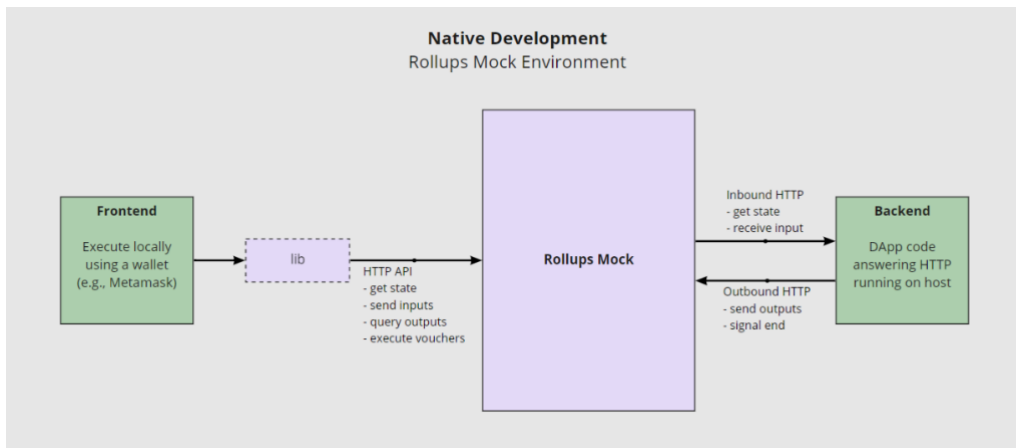 Native Development
Rollups Mock Environment
Frontend
Execute locally
using a wallet
(e.g., Metamask)
lib
HTTP API
- get state
- send inputs
- query outputs
- execute vouchers
Rollups Mock
Inbound HTTP
- get state
- receive input
Outbound HTTP
- send outputs
- signal end
Backend
DApp code
answering HTTP
running on host